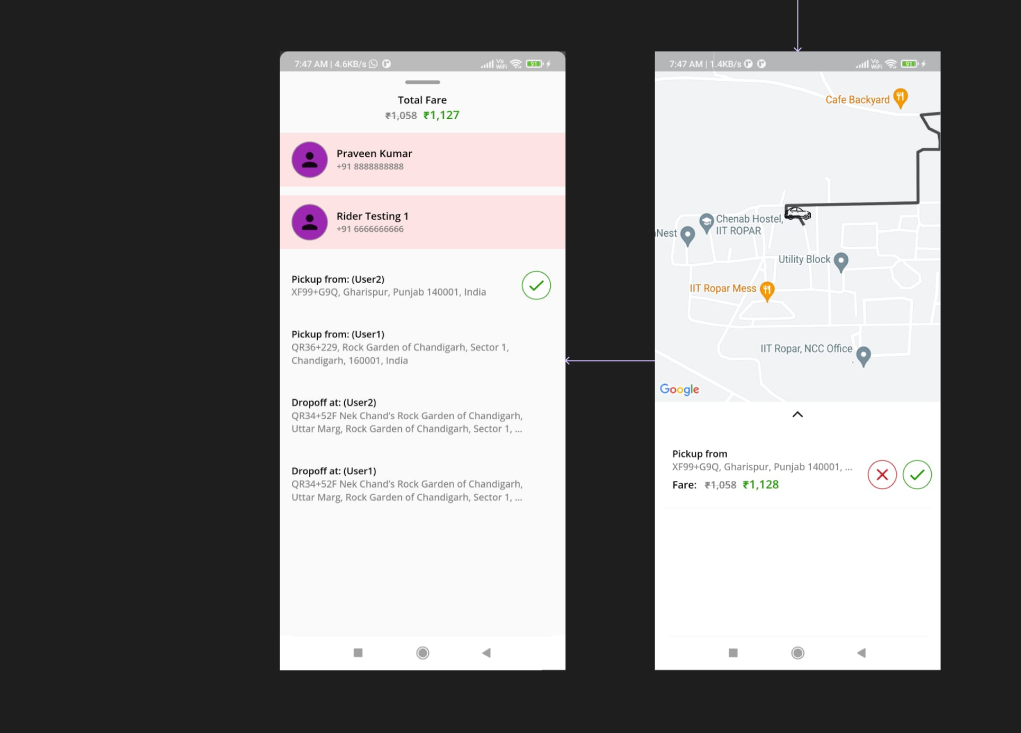 7:47 AM | 4.6KB/s
Vo
WiFi
91
Total Fare
₹1,058 ₹1,127
Praveen Kumar
+91 8888888888
Rider Testing 1
+91 6666666666
Pickup from: (User2)
XF99+G9Q, Gharispur, Punjab 140001, India
Pickup from: (User1)
QR36+229, Rock Garden of Chandigarh, Sector 1,
Chandigarh, 160001, India
Dropoff at: (User2)
QR34+52F Nek Chand's Rock Garden of Chandigarh,
Uttar Marg, Rock Garden of Chandigarh, Sector 1, ...
Dropoff at: (User1)
QR34+52F Nek Chand's Rock Garden of Chandigarh,
Uttar Marg, Rock Garden of Chandigarh, Sector 1, ...
7:47 AM | 1.4KB/s
Vo
WiFi
91
Cafe Backyard
Chenab Hostel,
IIT ROPAR
Nest
Utility Block
IIT Ropar Mess
IIT Ropar, NCC Office
Google
Pickup from
XF99+G9Q, Gharispur, Punjab 140001, ...
Fare: ₹1,058 ₹1,128